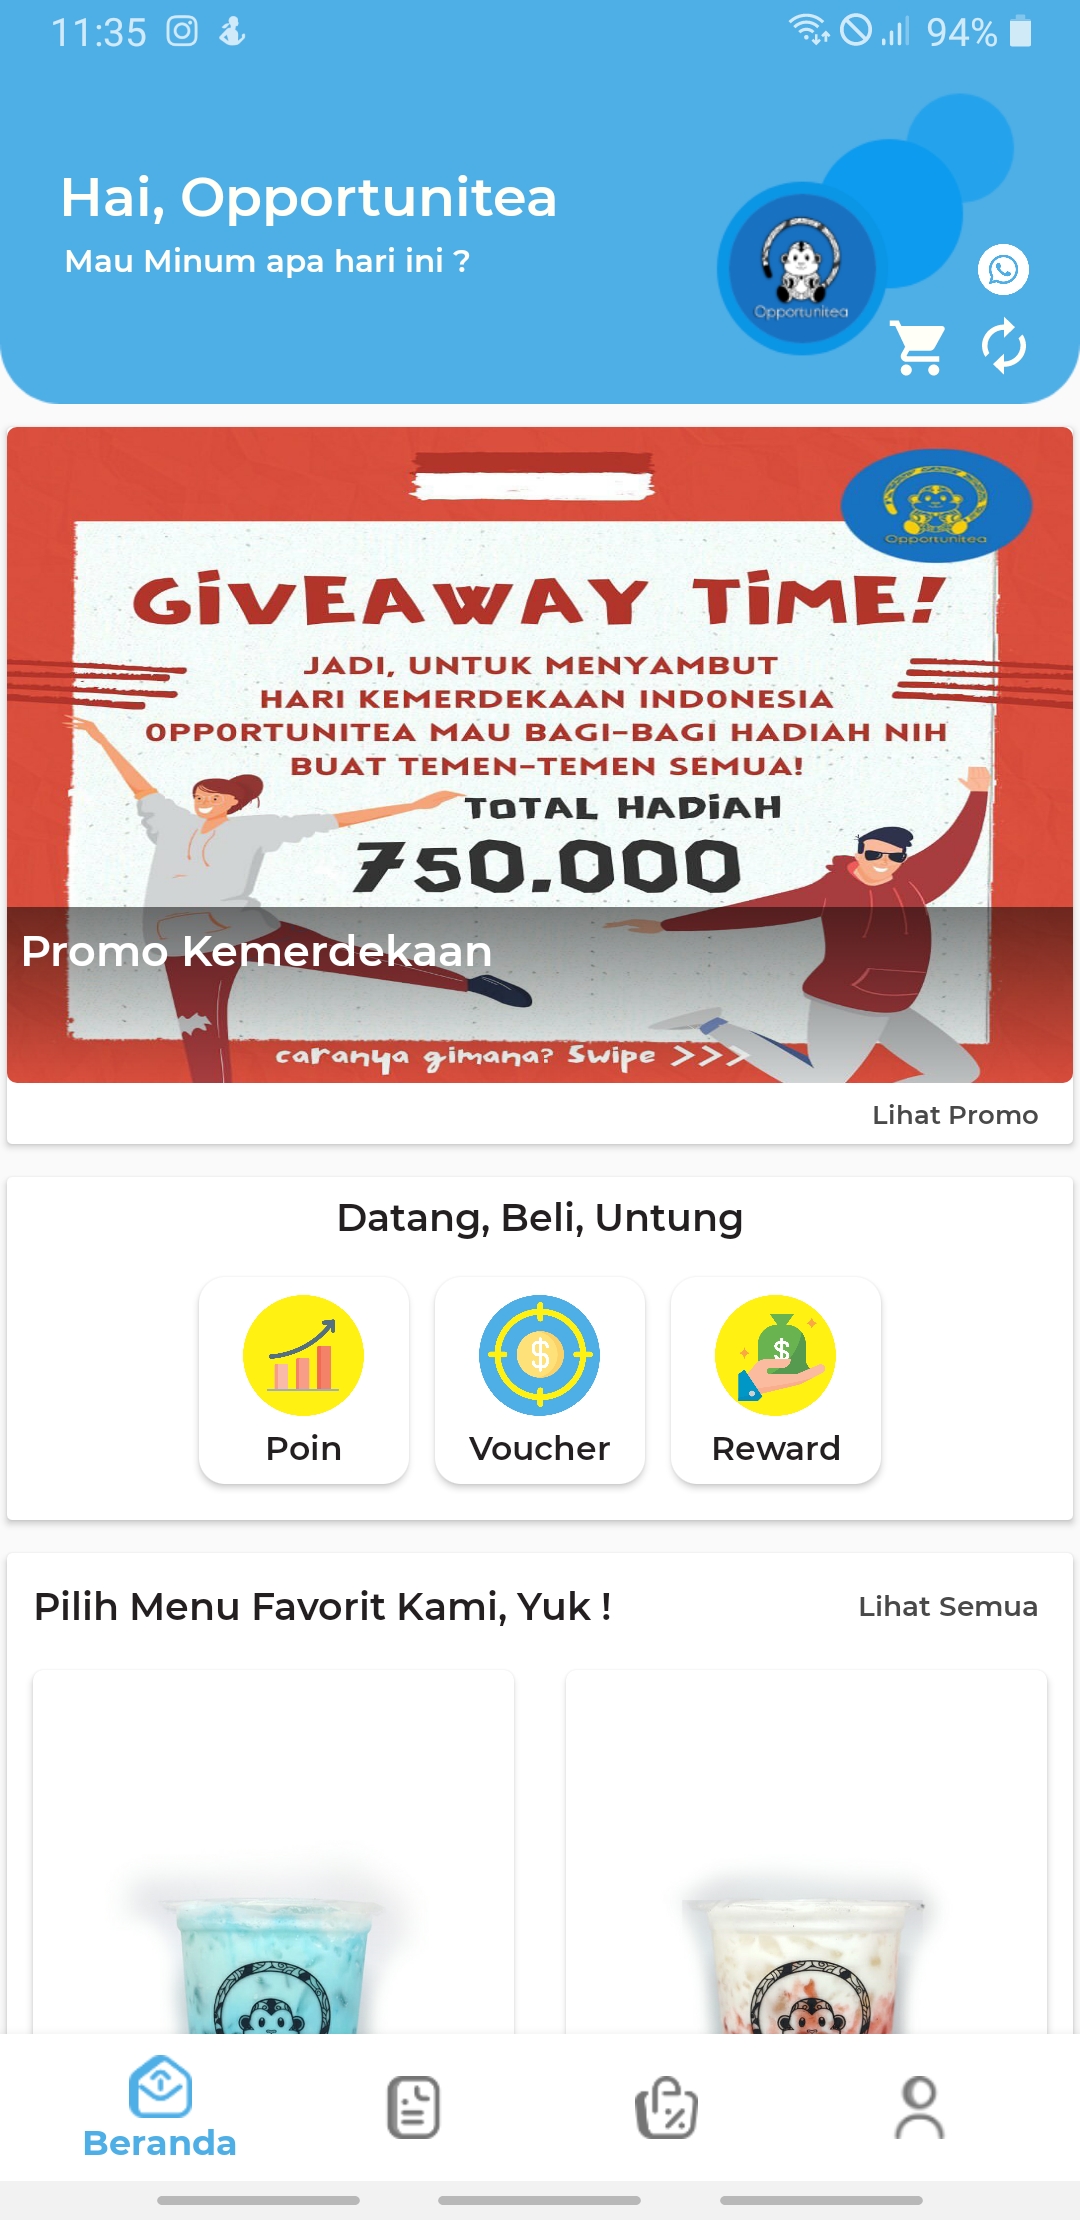 11:35
94%
Hai, Opportunitea
Mau Minum apa hari ini ?
Opportunitea
Opportunitea
GiVEAWAY TiME!
JADI, UNTUK MENYAMBUT
HARI KEMERDEKAAN INDONESIA
OPPORTUNITEA MAU BAGI-BAGI HADIAH NIH
BUAT TEMEN-TEMEN SEMUA!
TOTAL HADiAH
750.000
Promo Kemerdekaan
caranya gimana? Swipe >>>
Lihat Promo
Datang, Beli, Untung
$
$
Poin
Voucher
Reward
Pilih Menu Favorit Kami, Yuk !
Lihat Semua
Beranda